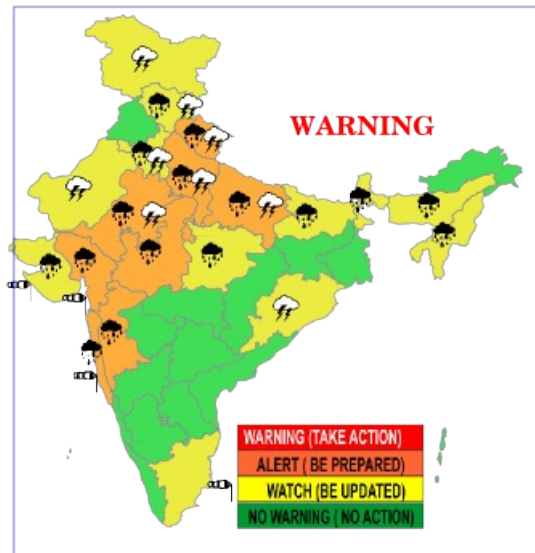 WARNING
WARNING (TAKE ACTION)
ALERT ( BE PREPARED)
WATCH (BE UPDATED)
NO WARNING ( NO ACTION)